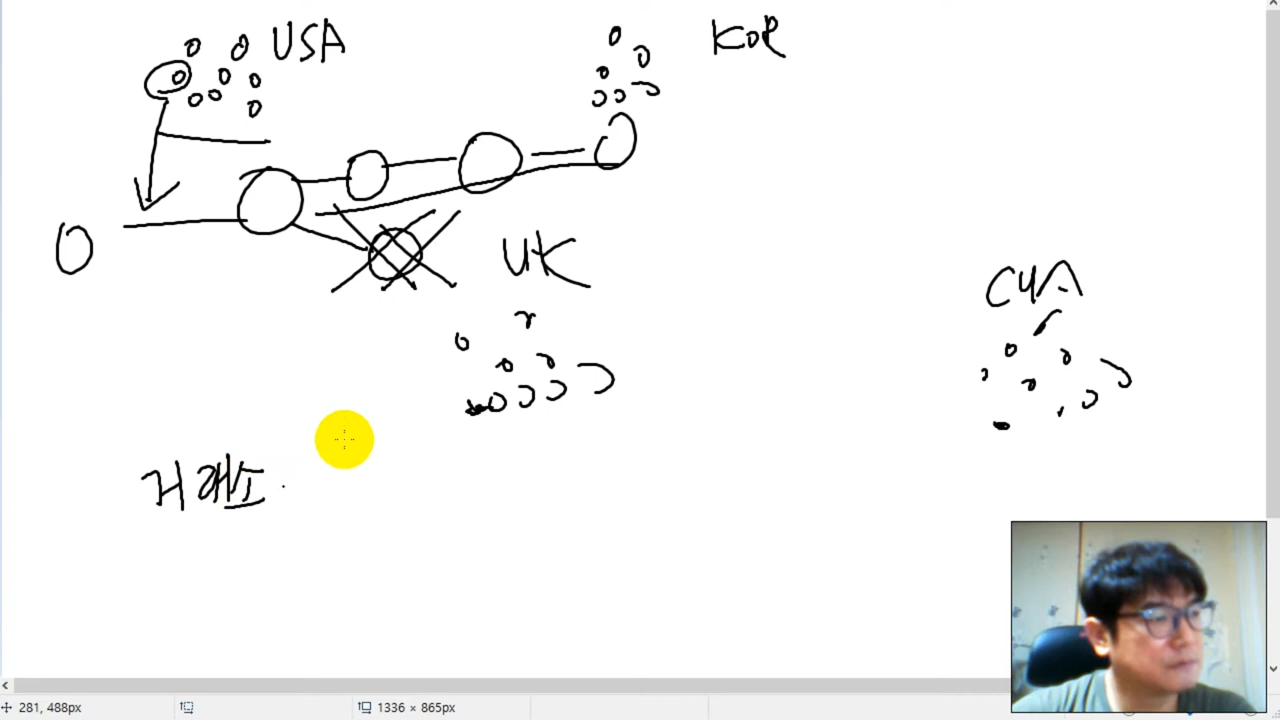 USA
KOR
UK
CHA
거래소
281, 488px
1336 × 865px